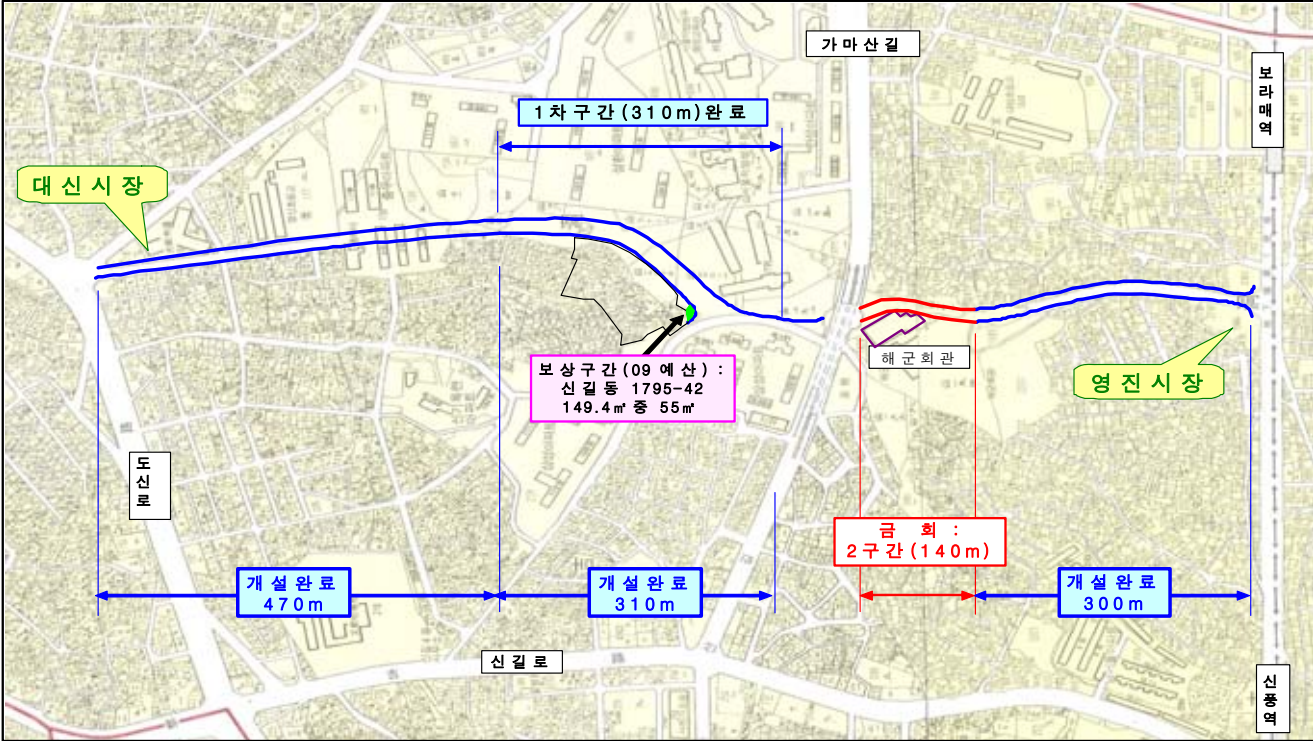 가마산길
보라매역
1차구간(310m)완료
대신시장
해군회관
보상구간(09 예산) :
신길동 1795-42
149.4㎡ 중 55㎡
영진시장
도신로
금 회 :
2구간(140m)
개설완료
470m
개설완료
310m
개설완료
300m
신길로
신풍역